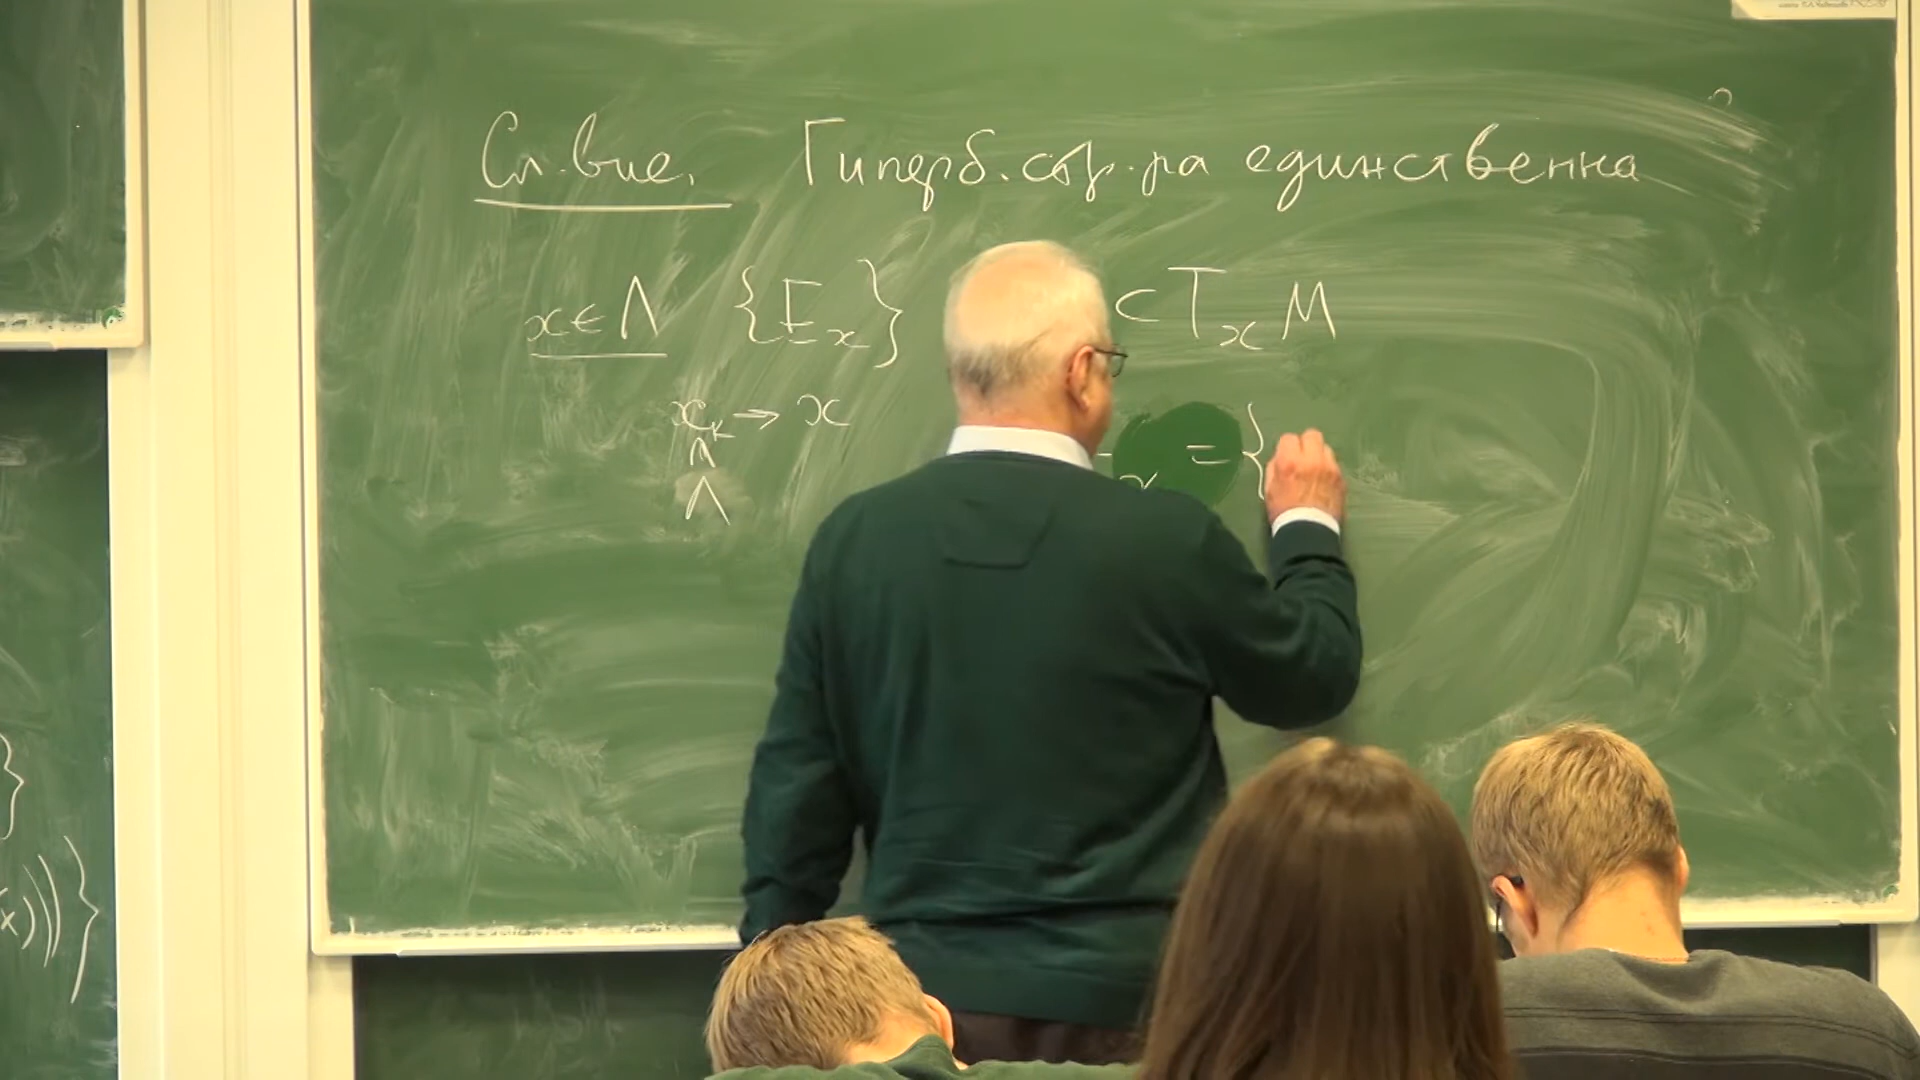 Сл-вие. Гиперб. стр-ра единственна
x ∈ Λ {E_x} ⊂ T_x M
x_k → x
x = {
Λ